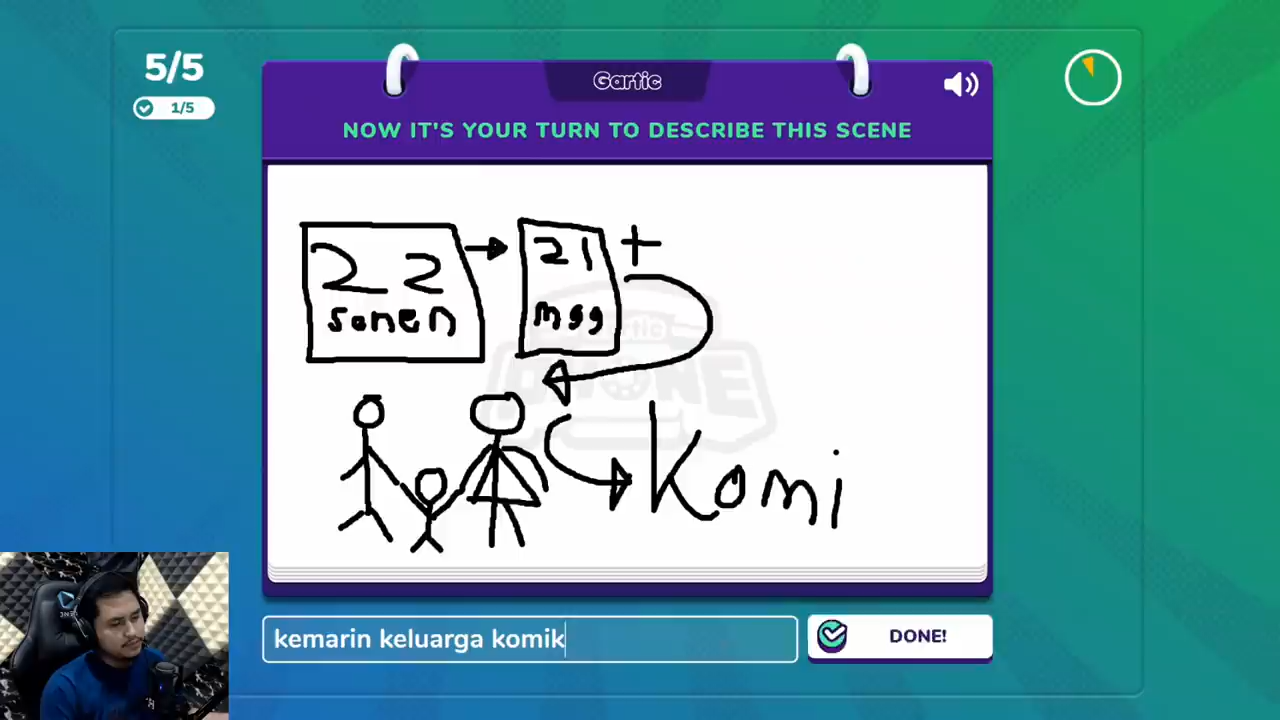 5/5
1/5
Gartic
NOW IT'S YOUR TURN TO DESCRIBE THIS SCENE
22
senen
21
mgg
+
Komi
kemarin keluarga komik
DONE!